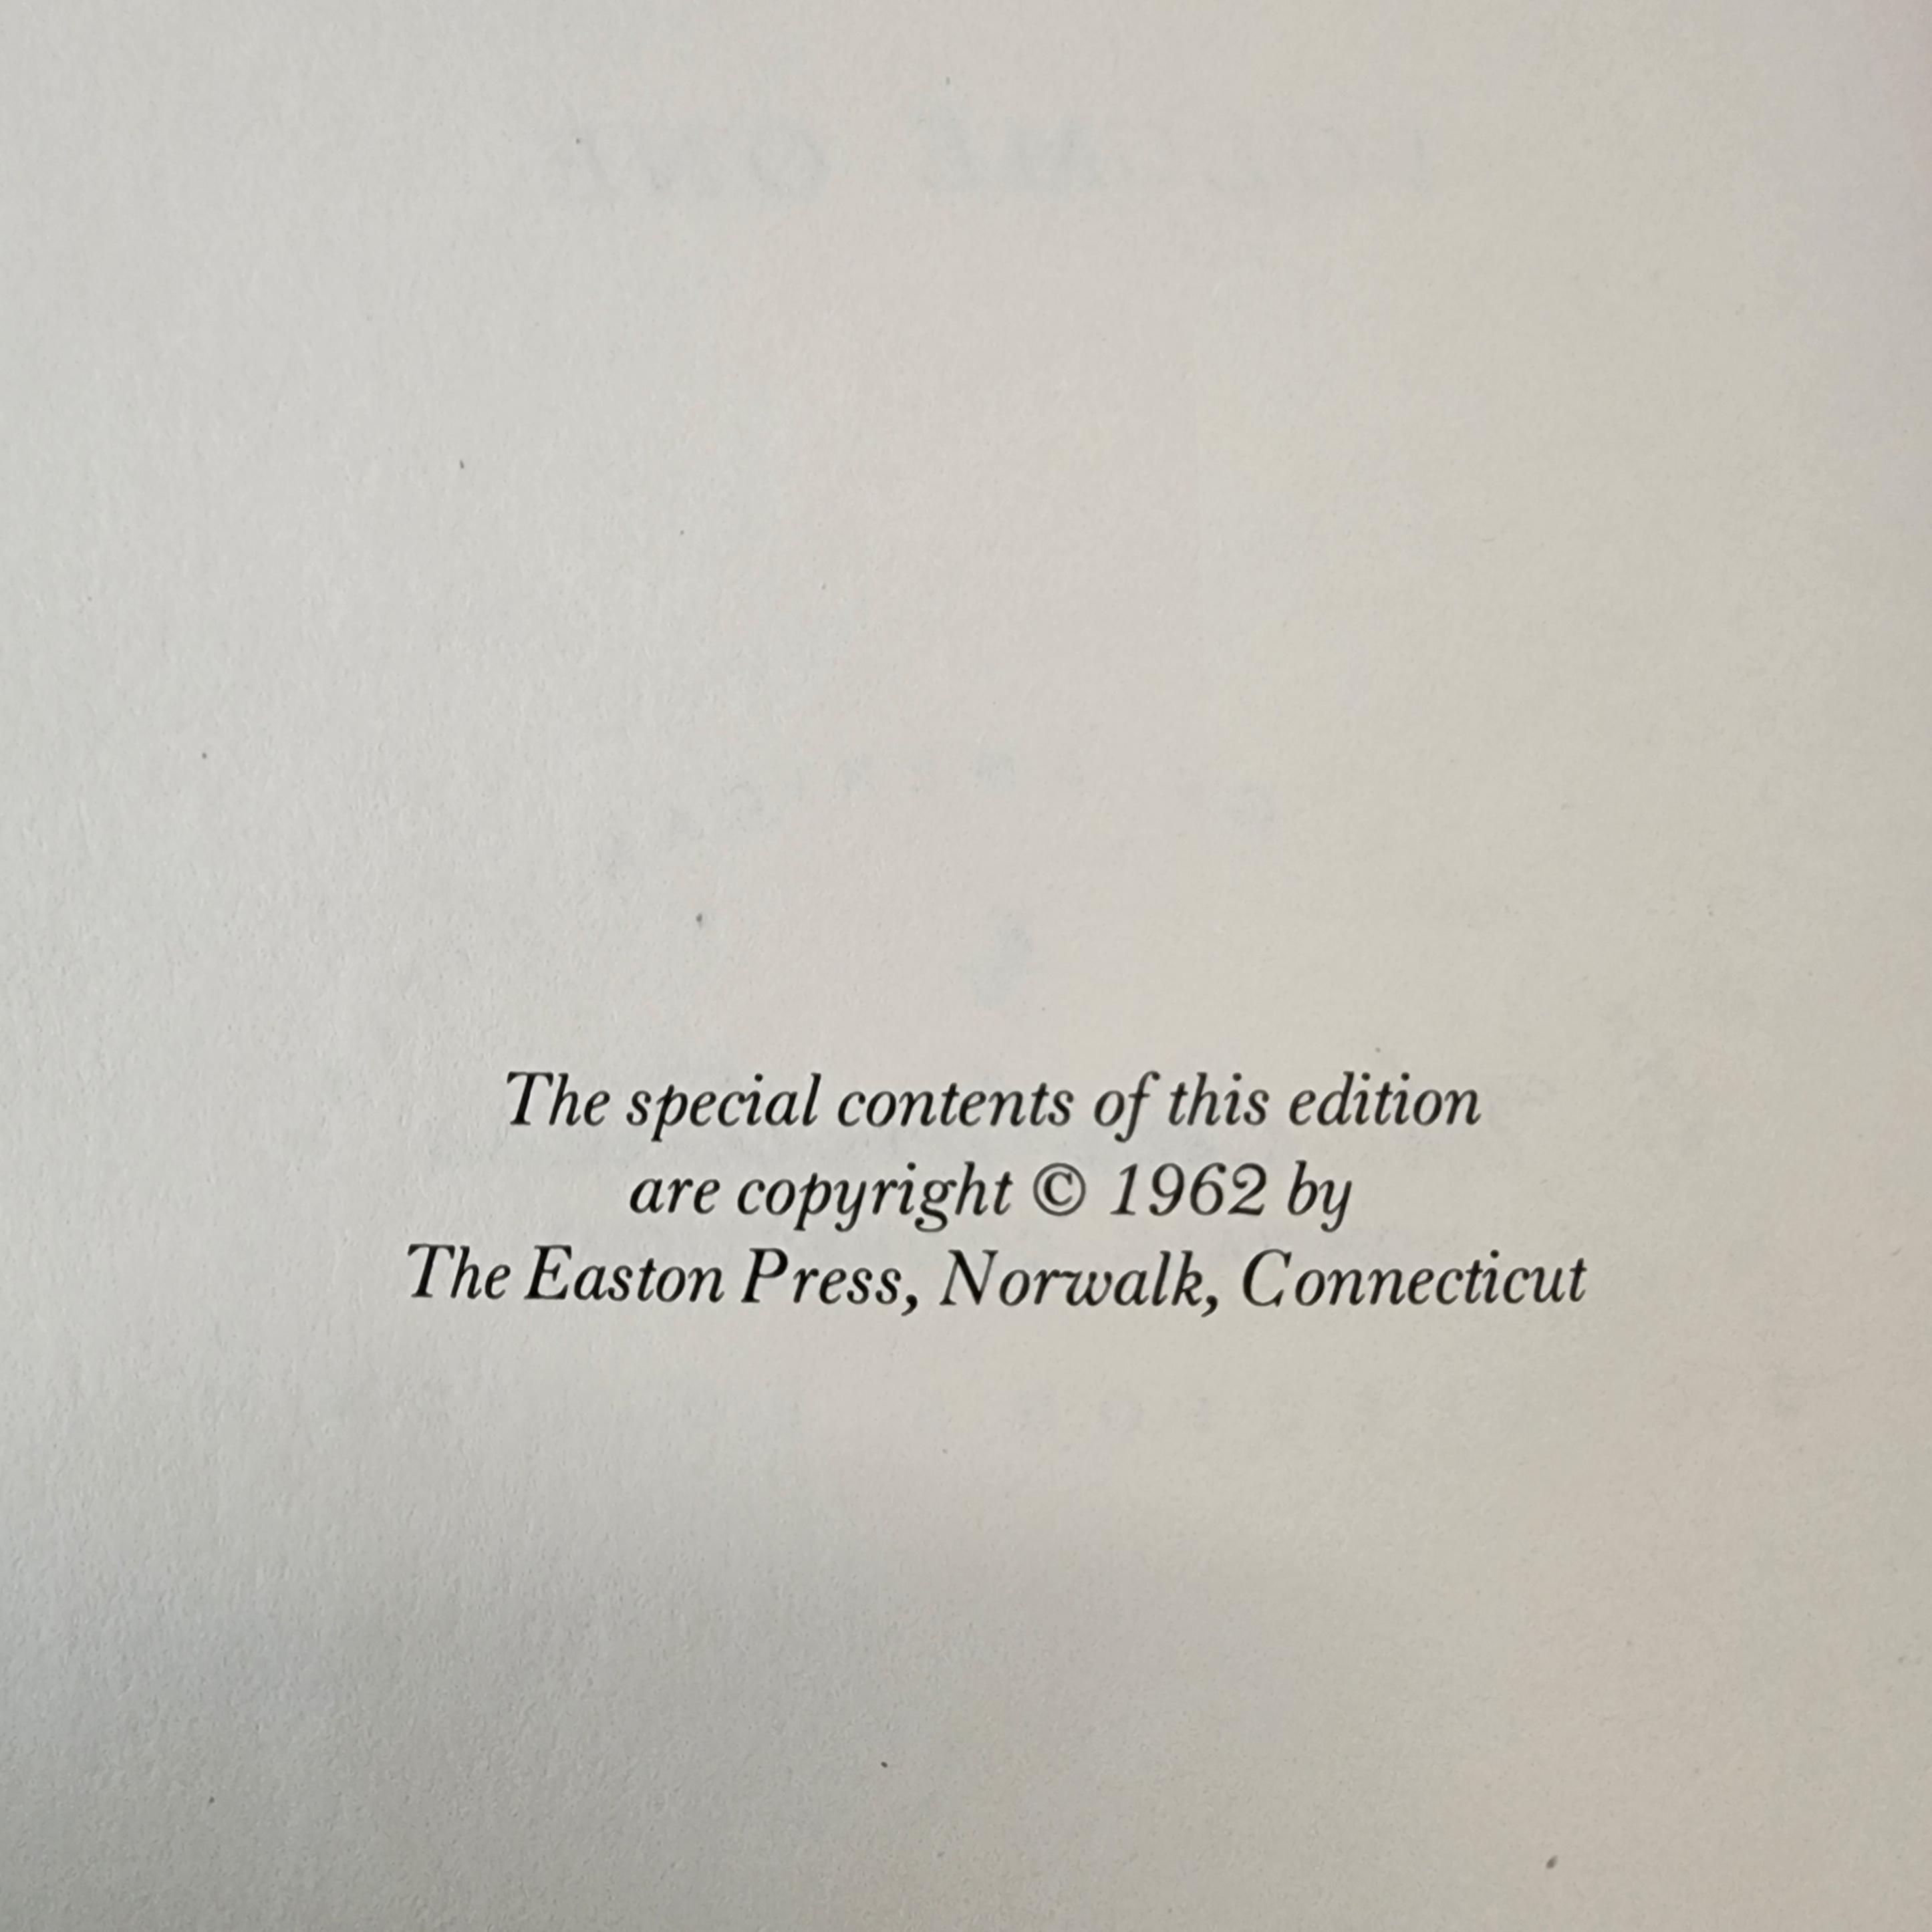 The special contents of this edition
are copyright © 1962 by
The Easton Press, Norwalk, Connecticut